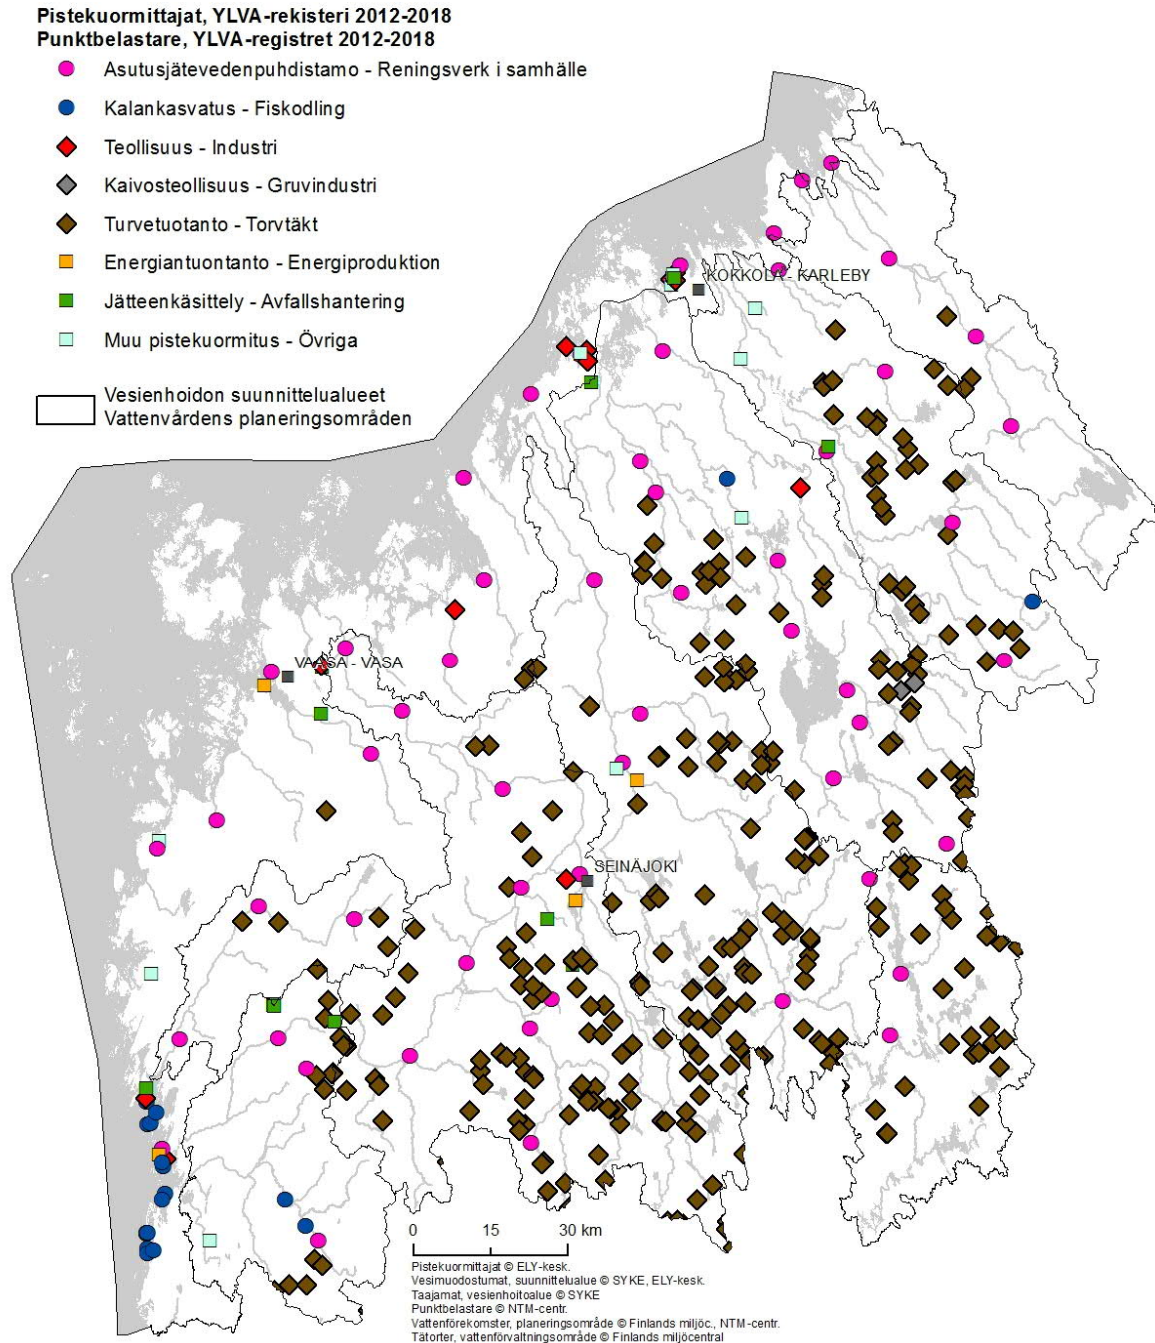 Pistekuormittajat, YLVA-rekisteri 2012-2018
Punktbelastare, YLVA-registret 2012-2018
Asutusjätevedenpuhdistamo - Reningsverk i samhälle
Kalankasvatus - Fiskodling
Teollisuus - Industri
Kaivosteollisuus - Gruvindustri
Turvetuotanto - Torvtäkt
Energiantuontanto - Energiproduktion
Jätteenkäsittely - Avfallshantering
Muu pistekuormitus - Övriga
Vesienhoidon suunnittelualueet
Vattenvårdens planeringsområden
KOKKOLA - KARLEBY
VAASA - VASA
SEINÄJOKI
0 15 30 km
Pistekuormittajat © ELY-kesk.
Vesimuodostumat, suunnittelualue © SYKE, ELY-kesk.
Taajamat, vesienhoitoalue © SYKE
Punktbelastare © NTM-centr.
Vattenförekomster, planeringsområde © Finlands miljöc., NTM-centr.
Tätorter, vattenförvaltningsområde © Finlands miljöcentral